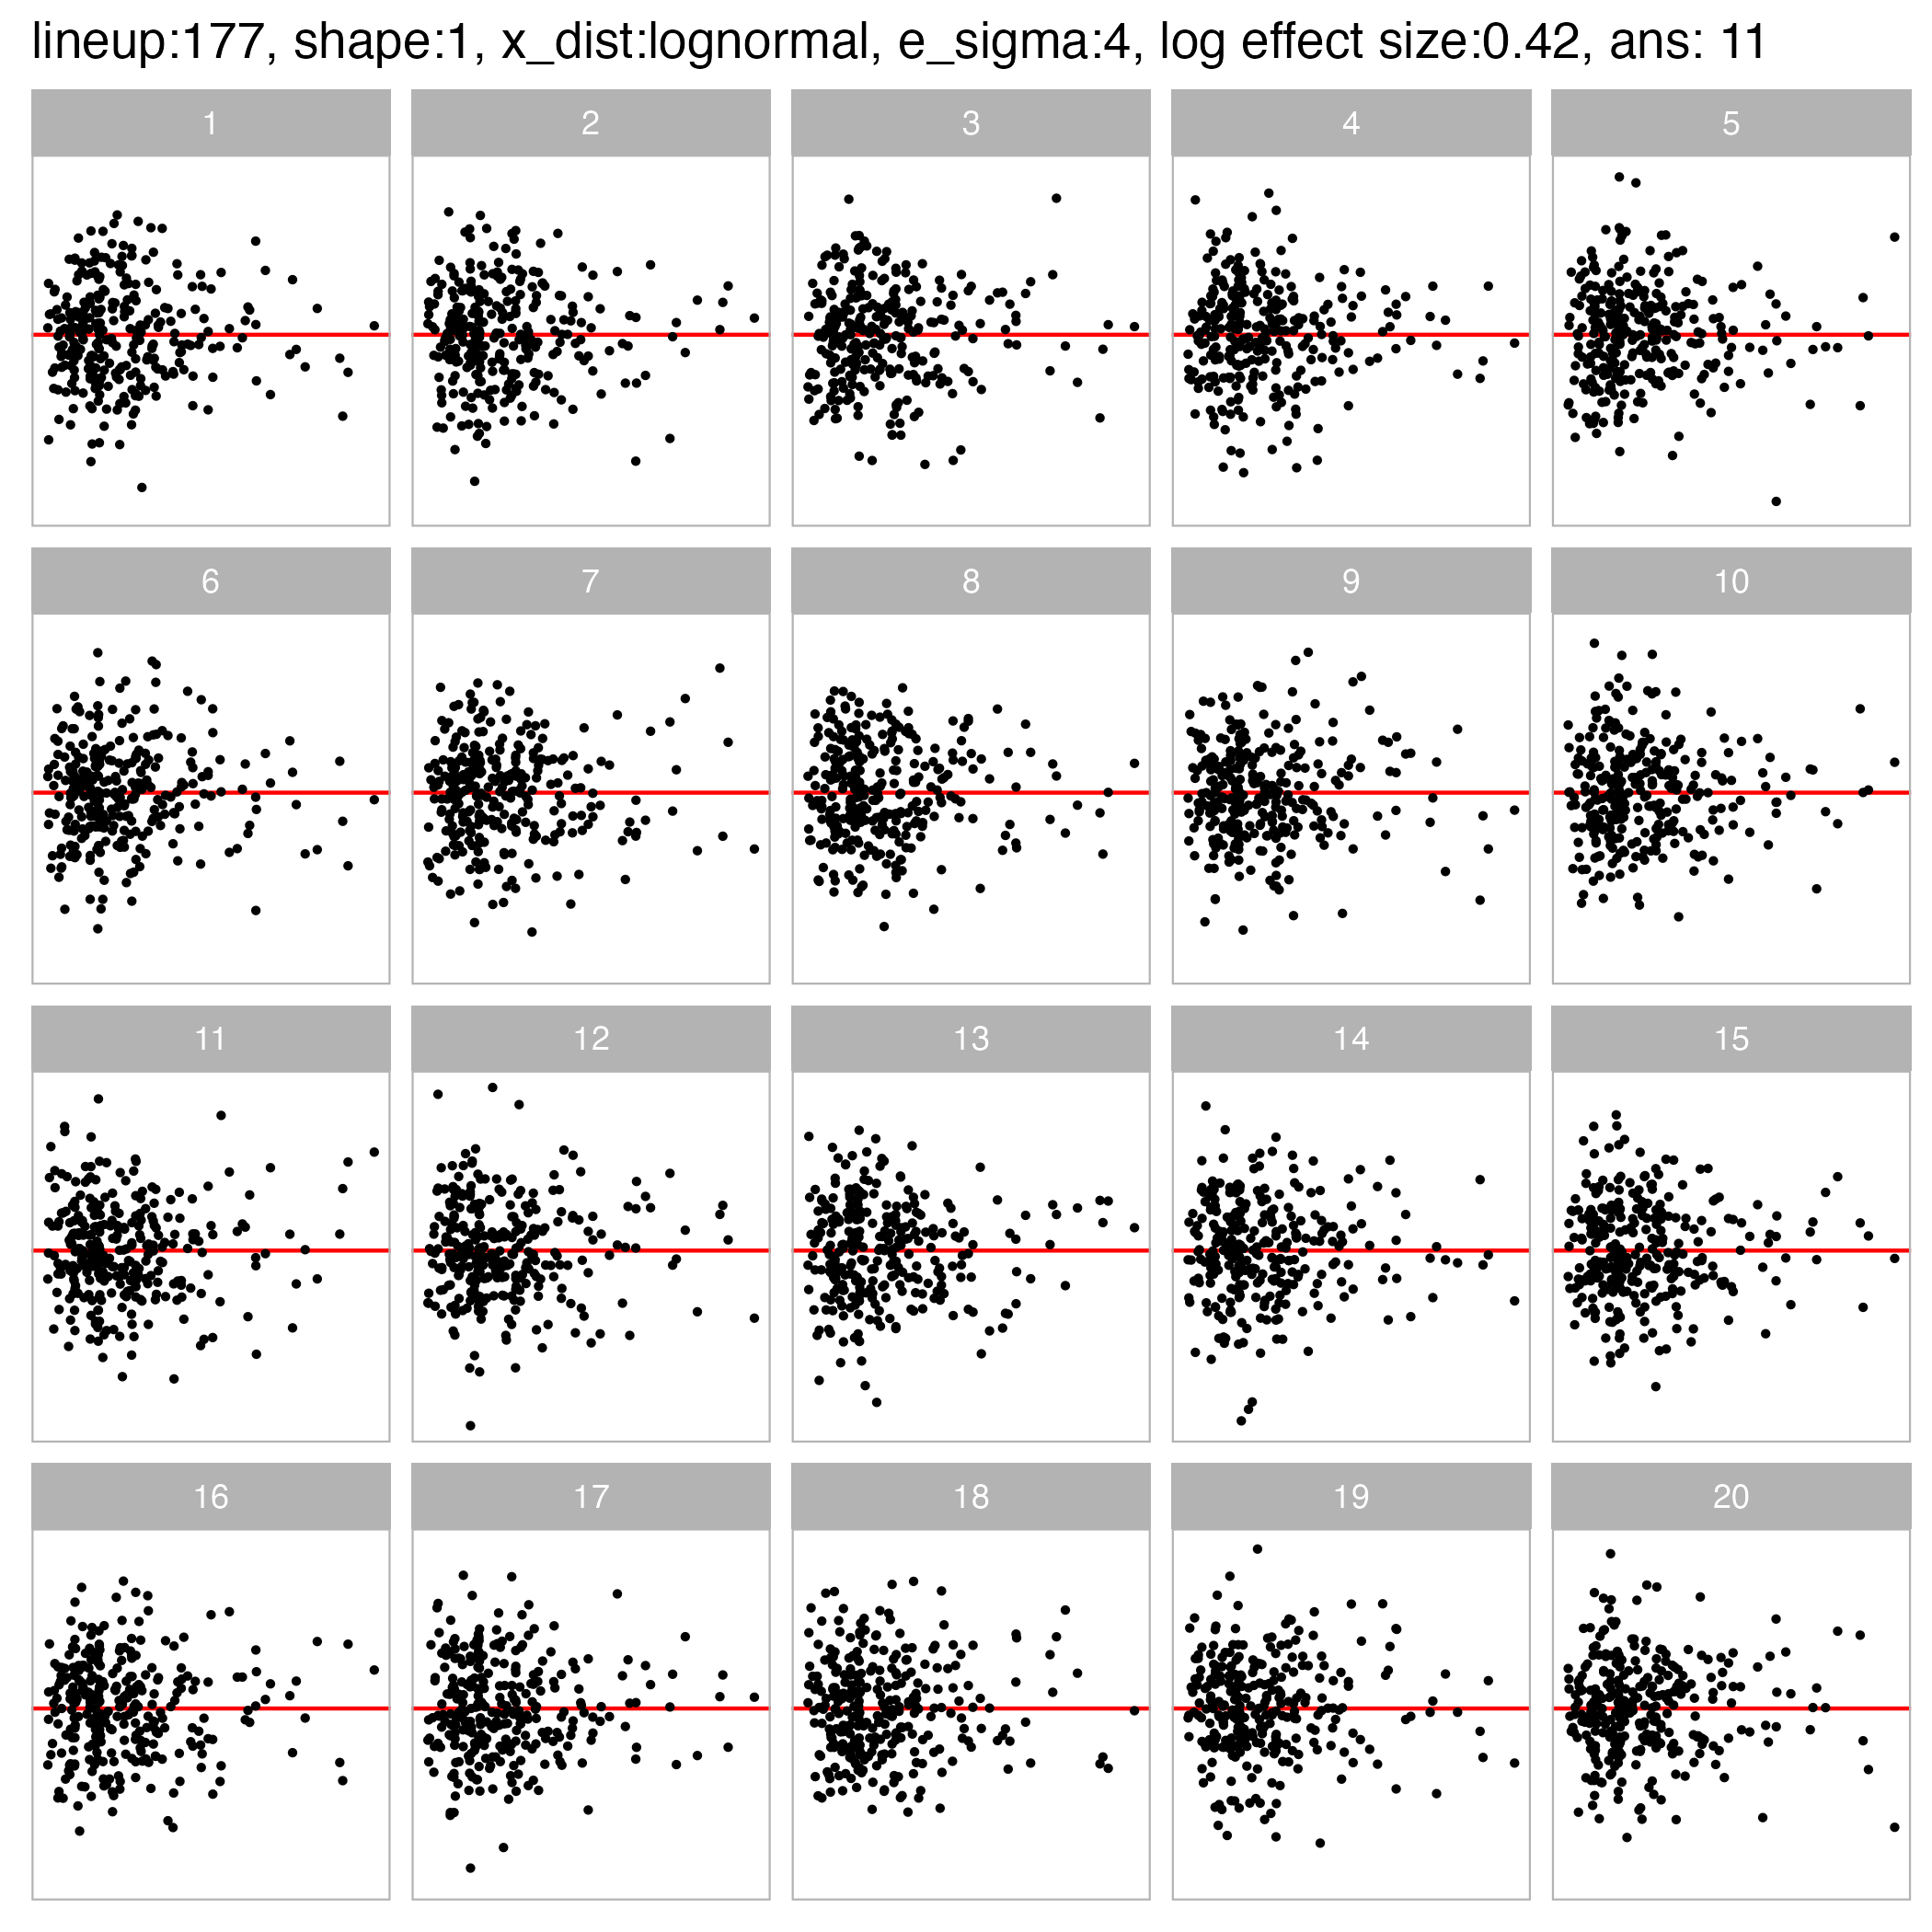 lineup:177, shape:1, x_dist:lognormal, e_sigma:4, log effect size:0.42, ans: 11
1 2 3 4 5
6 7 8 9 10
11 12 13 14 15
16 17 18 19 20